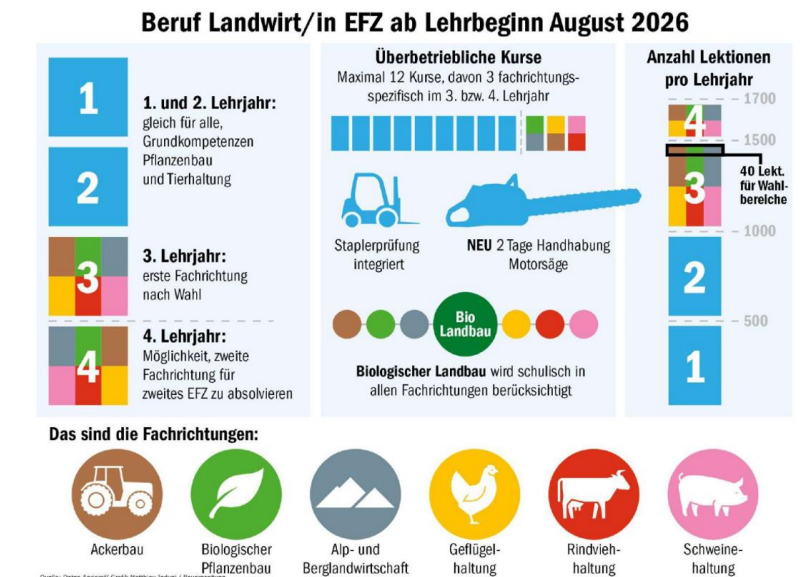 Beruf Landwirt/in EFZ ab Lehrbeginn August 2026
1
2
3
4
1. und 2. Lehrjahr:
gleich für alle,
Grundkompetenzen
Pflanzenbau
und Tierhaltung
3. Lehrjahr:
erste Fachrichtung
nach Wahl
4. Lehrjahr:
Möglichkeit, zweite
Fachrichtung für
zweites EFZ zu absolvieren
Überbetriebliche Kurse
Maximal 12 Kurse, davon 3 fachrichtungs-
spezifisch im 3. bzw. 4. Lehrjahr
Staplerprüfung
integriert
NEU 2 Tage Handhabung
Motorsäge
Bio
Landbau
Biologischer Landbau wird schulisch in
allen Fachrichtungen berücksichtigt
Anzahl Lektionen
pro Lehrjahr
1700
4
1500
40 Lekt.
für Wahl-
bereiche
3
1000
2
500
1
Das sind die Fachrichtungen:
Ackerbau
Biologischer
Pflanzenbau
Alp- und
Berglandwirtschaft
Geflügel-
haltung
Rindvieh-
haltung
Schweine-
haltung